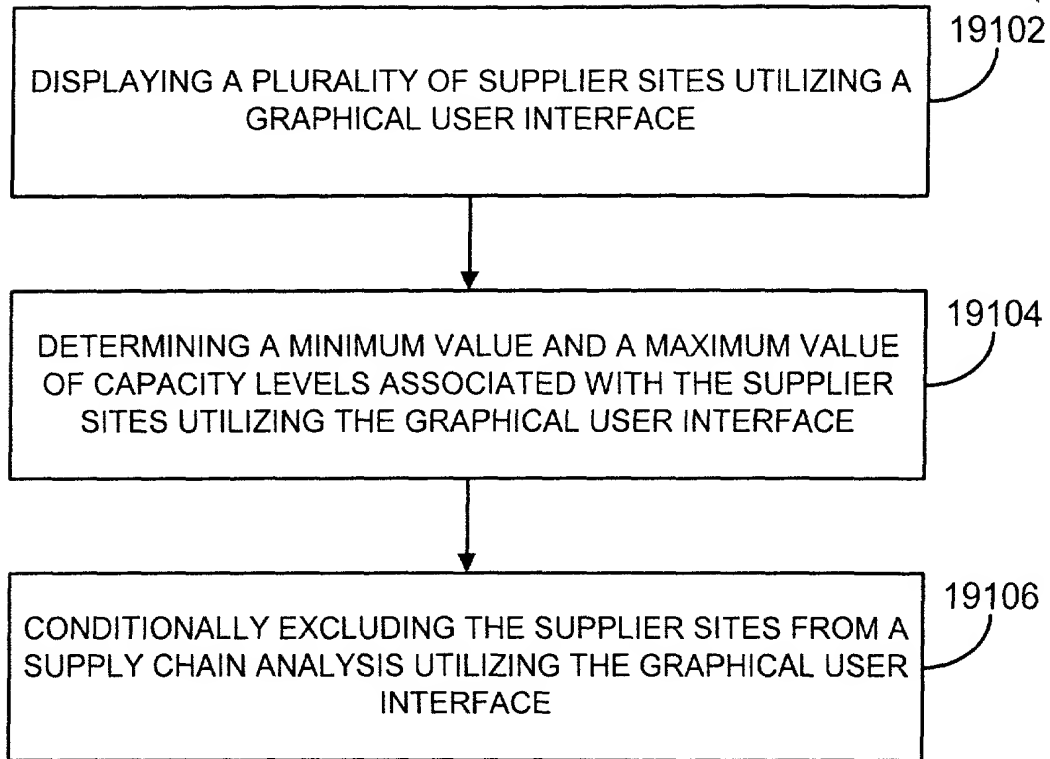 19102
DISPLAYING A PLURALITY OF SUPPLIER SITES UTILIZING A
GRAPHICAL USER INTERFACE
19104
DETERMINING A MINIMUM VALUE AND A MAXIMUM VALUE
OF CAPACITY LEVELS ASSOCIATED WITH THE SUPPLIER
SITES UTILIZING THE GRAPHICAL USER INTERFACE
19106
CONDITIONALLY EXCLUDING THE SUPPLIER SITES FROM A
SUPPLY CHAIN ANALYSIS UTILIZING THE GRAPHICAL USER
INTERFACE